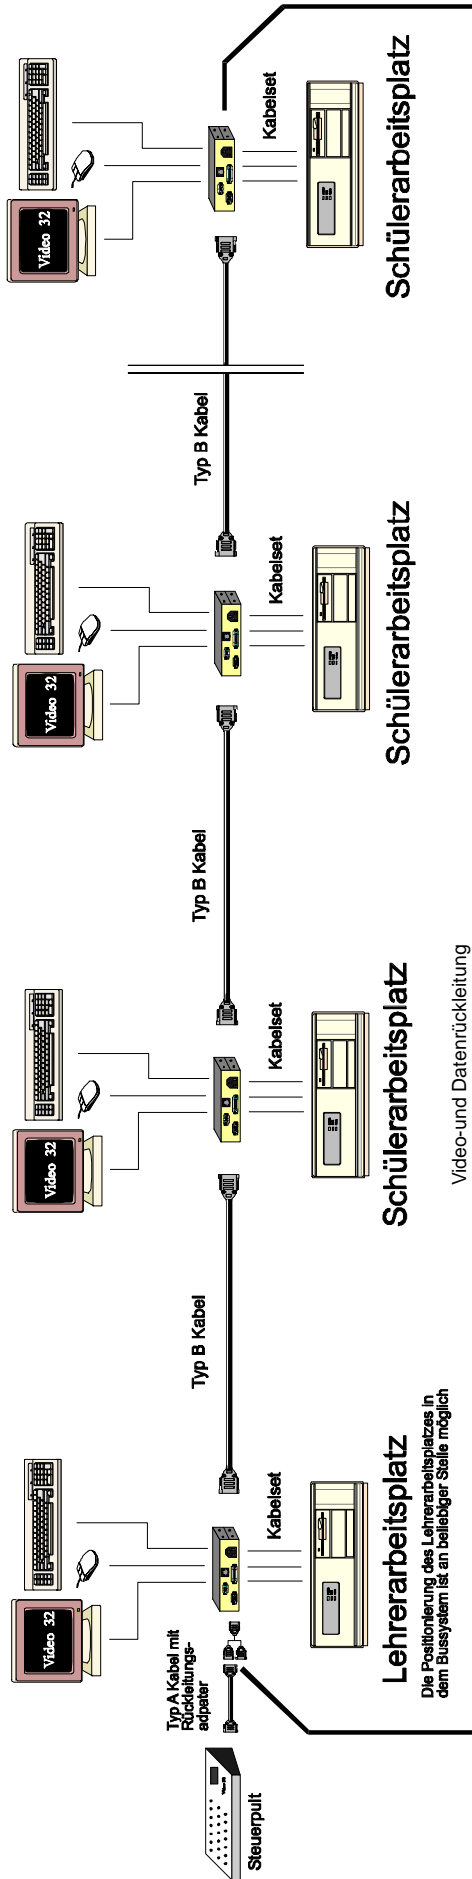 Video 32
Video 32
Video 32
Video 32
Steuerpult
Typ A Kabel mit
Rückleitungs-
adpater
Kabelset
Typ B Kabel
Kabelset
Typ B Kabel
Kabelset
Typ B Kabel
Kabelset
Lehrerarbeitsplatz
Die Positionierung des Lehrerarbeitsplatzes in
dem Bussystem ist an beliebiger Stelle möglich
Schülerarbeitsplatz
Schülerarbeitsplatz
Schülerarbeitsplatz
Video-und Datenrückleitung